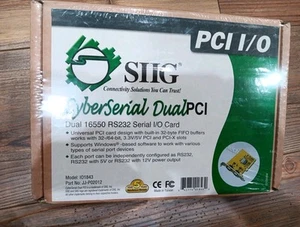 PCI I/O
SIIG
Connectivity Solutions You Can Trust!
CyberSerial DualPCI
Dual 16550 RS232 Serial I/O Card
• Universal PCI card design with built-in 32-byte FIFO buffers
works with 32-/64-bit, 3.3V/5V PCI and PCI-X slots
• Supports Windows®-based software to work with various
types of serial port devices
• Each port can be independently configured as RS232,
RS232 with 5V or RS232 with 12V power output
Model: IO1843
Part No: JJ-P02012
CE